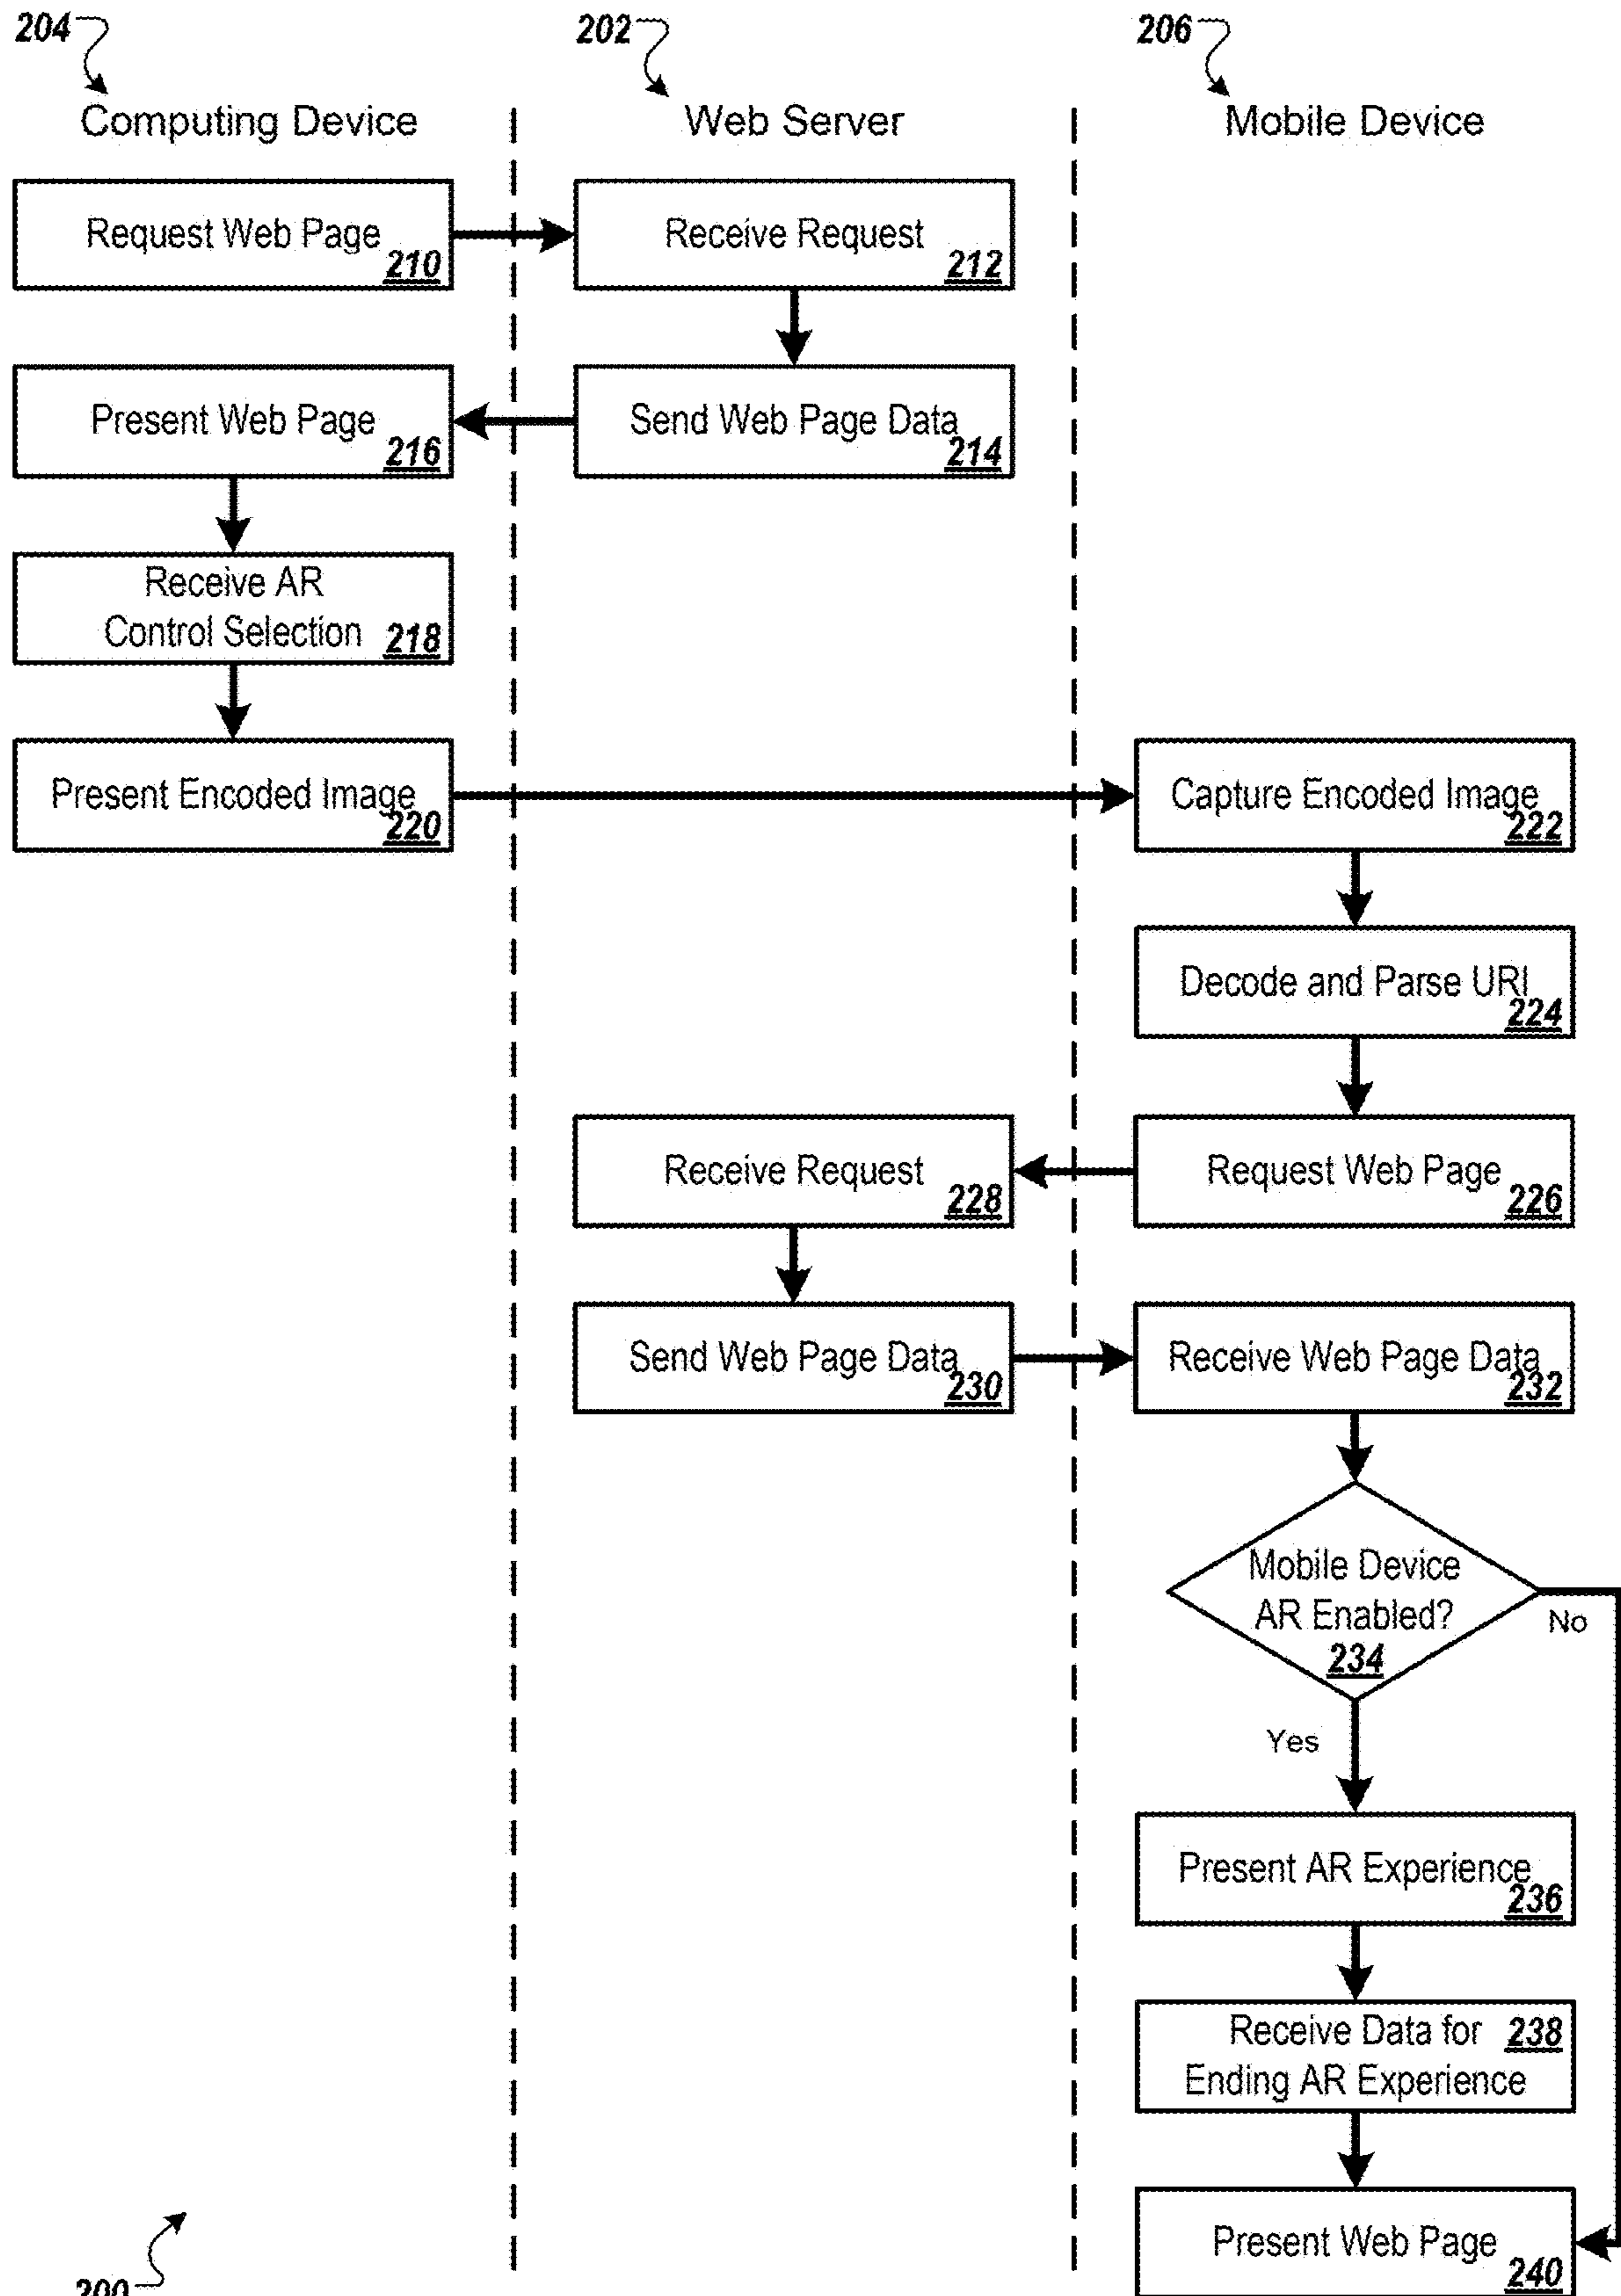 204
202
206
Computing Device
Web Server
Mobile Device
Request Web Page
210
Receive Request
212
Present Web Page
216
Send Web Page Data
214
Receive AR
Control Selection 218
Present Encoded Image
220
Capture Encoded Image
222
Decode and Parse URI
224
Receive Request
228
Request Web Page
226
Send Web Page Data
230
Receive Web Page Data
232
Mobile Device
AR Enabled?
234
No
Yes
Present AR Experience
236
Receive Data for 238
Ending AR Experience
Present Web Page
240
200